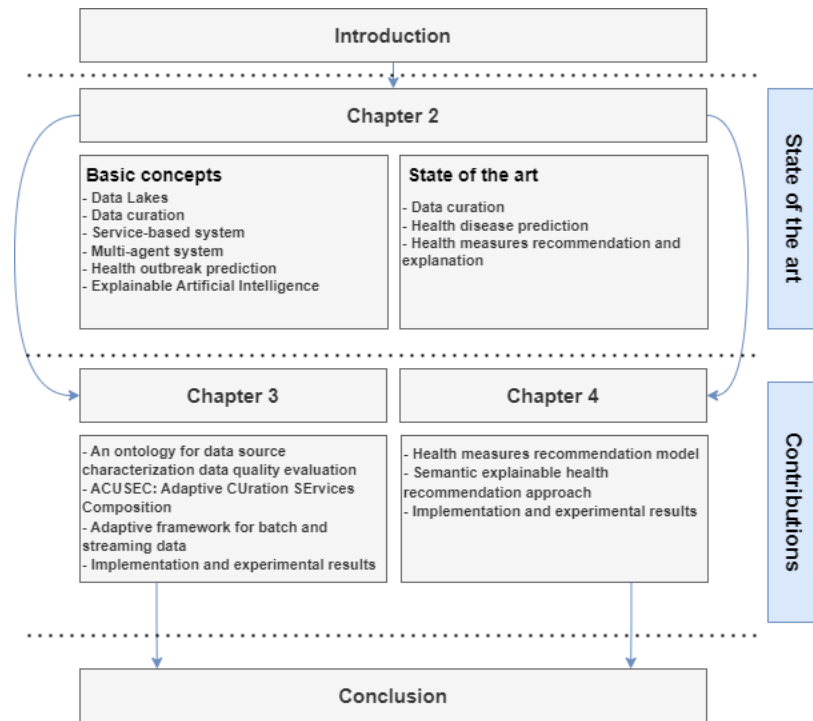 Introduction
Chapter 2
State of the art
Basic concepts
- Data Lakes
- Data curation
- Service-based system
- Multi-agent system
- Health outbreak prediction
- Explainable Artificial Intelligence
State of the art
- Data curation
- Health disease prediction
- Health measures recommendation and
explanation
Chapter 3
Chapter 4
Contributions
- An ontology for data source
characterization data quality evaluation
- ACUSEC: Adaptive CUration SErvices
Composition
- Adaptive framework for batch and
streaming data
- Implementation and experimental results
- Health measures recommendation model
- Semantic explainable health
recommendation approach
- Implementation and experimental results
Conclusion